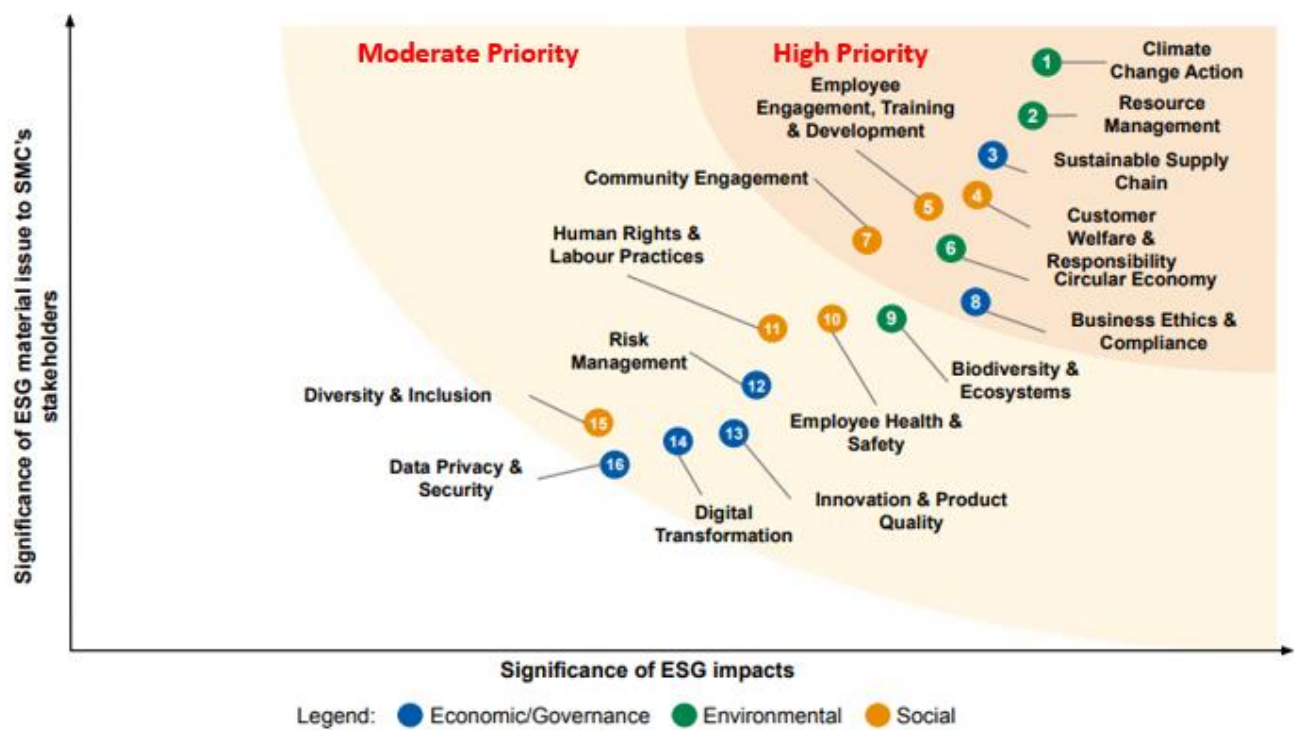 Moderate Priority
High Priority
1
Climate
Change Action
Employee
Engagement, Training
& Development
2
Resource
Management
3
Sustainable Supply
Chain
Community Engagement
5
4
Customer
Welfare &
Responsibility
Human Rights &
Labour Practices
7
6
Circular Economy
8
Business Ethics &
Compliance
11
10
9
Risk
Management
Biodiversity &
Ecosystems
12
Diversity & Inclusion
15
Employee Health &
Safety
14
13
Data Privacy &
Security
16
Innovation & Product
Quality
Digital
Transformation
Significance of ESG material issue to SMC's
stakeholders
Significance of ESG impacts
Legend: Economic/Governance Environmental Social